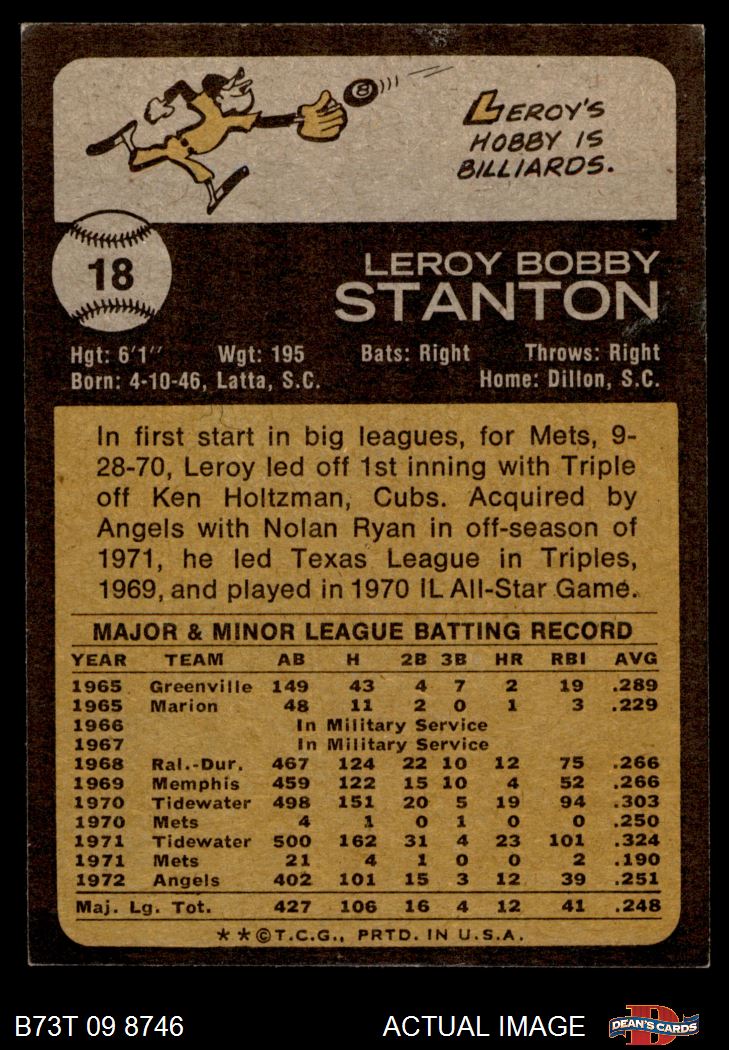 8
LEROY'S
HOBBY IS
BILLIARDS.
18
LEROY BOBBY
STANTON
Hgt: 6'1" Wgt: 195 Bats: Right Throws: Right
Born: 4-10-46, Latta, S.C. Home: Dillon, S.C.
In first start in big leagues, for Mets, 9-
28-70, Leroy led off 1st inning with Triple
off Ken Holtzman, Cubs. Acquired by
Angels with Nolan Ryan in off-season of
1971, he led Texas League in Triples,
1969, and played in 1970 IL All-Star Game.
MAJOR & MINOR LEAGUE BATTING RECORD
YEAR TEAM AB H 2B 3B HR RBI AVG
1965 Greenville 149 43 4 7 2 19 .289
1965 Marion 48 11 2 0 1 3 .229
1966 In Military Service
1967 In Military Service
1968 Ral.-Dur. 467 124 22 10 12 75 .266
1969 Memphis 459 122 15 10 4 52 .266
1970 Tidewater 498 151 20 5 19 94 .303
1970 Mets 4 1 0 1 0 0 .250
1971 Tidewater 500 162 31 4 23 101 .324
1971 Mets 21 4 1 0 0 2 .190
1972 Angels 402 101 15 3 12 39 .251
Maj. Lg. Tot. 427 106 16 4 12 41 .248
* * © T.C.G., PRTD. IN U.S.A.
B73T 09 8746 ACTUAL IMAGE D DEAN'S CARDS